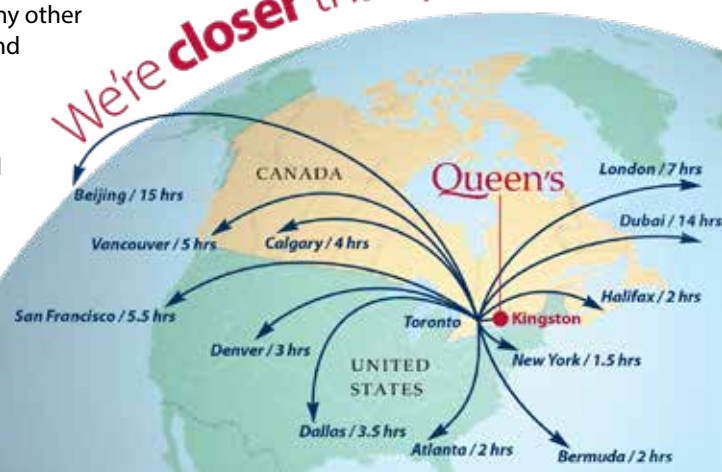 ny other
nd
We're closer
CANADA
Queen's
London / 7 hrs
Beijing / 15 hrs
Dubai / 14 hrs
Vancouver / 5 hrs
Calgary / 4 hrs
Halifax / 2 hrs
San Francisco / 5.5 hrs
Toronto
Kingston
Denver / 3 hrs
New York / 1.5 hrs
UNITED
STATES
Dallas / 3.5 hrs
Atlanta / 2 hrs
Bermuda / 2 hrs